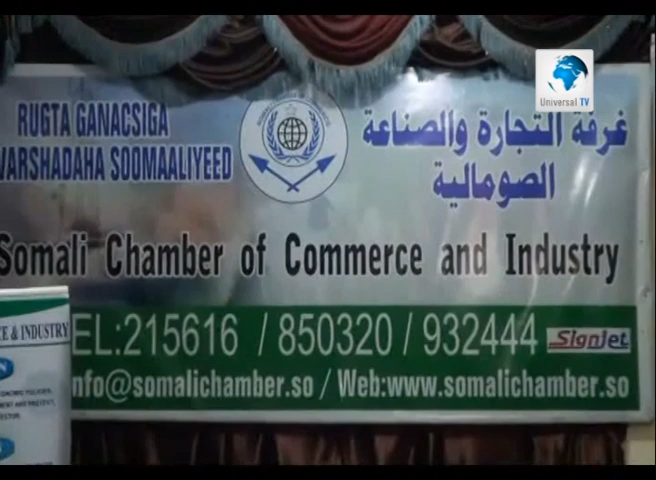 Universal TV
RUGTA GANACSIGA
WARSHADAHA SOOMAALIYEED
غرفة التجارة والصناعة
الصومالية
Somali Chamber of Commerce and Industry
EL:215616 / 850320 / 932444
SignJet
nfo@somalichamber.so / Web:www.somalichamber.so
E & INDUSTRY
N